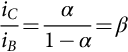 i_C/i_B = α/(1 − α) = β